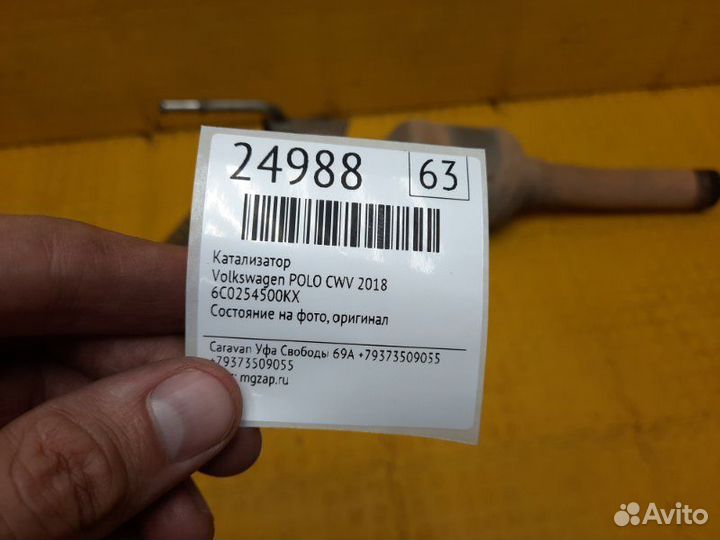 24988
63
Катализатор
Volkswagen POLO CWV 2018
6C0254500KX
Состояние на фото, оригинал
Caravan Уфа Свободы 69А +79373509055
+79373509055
mgzap.ru
Avito